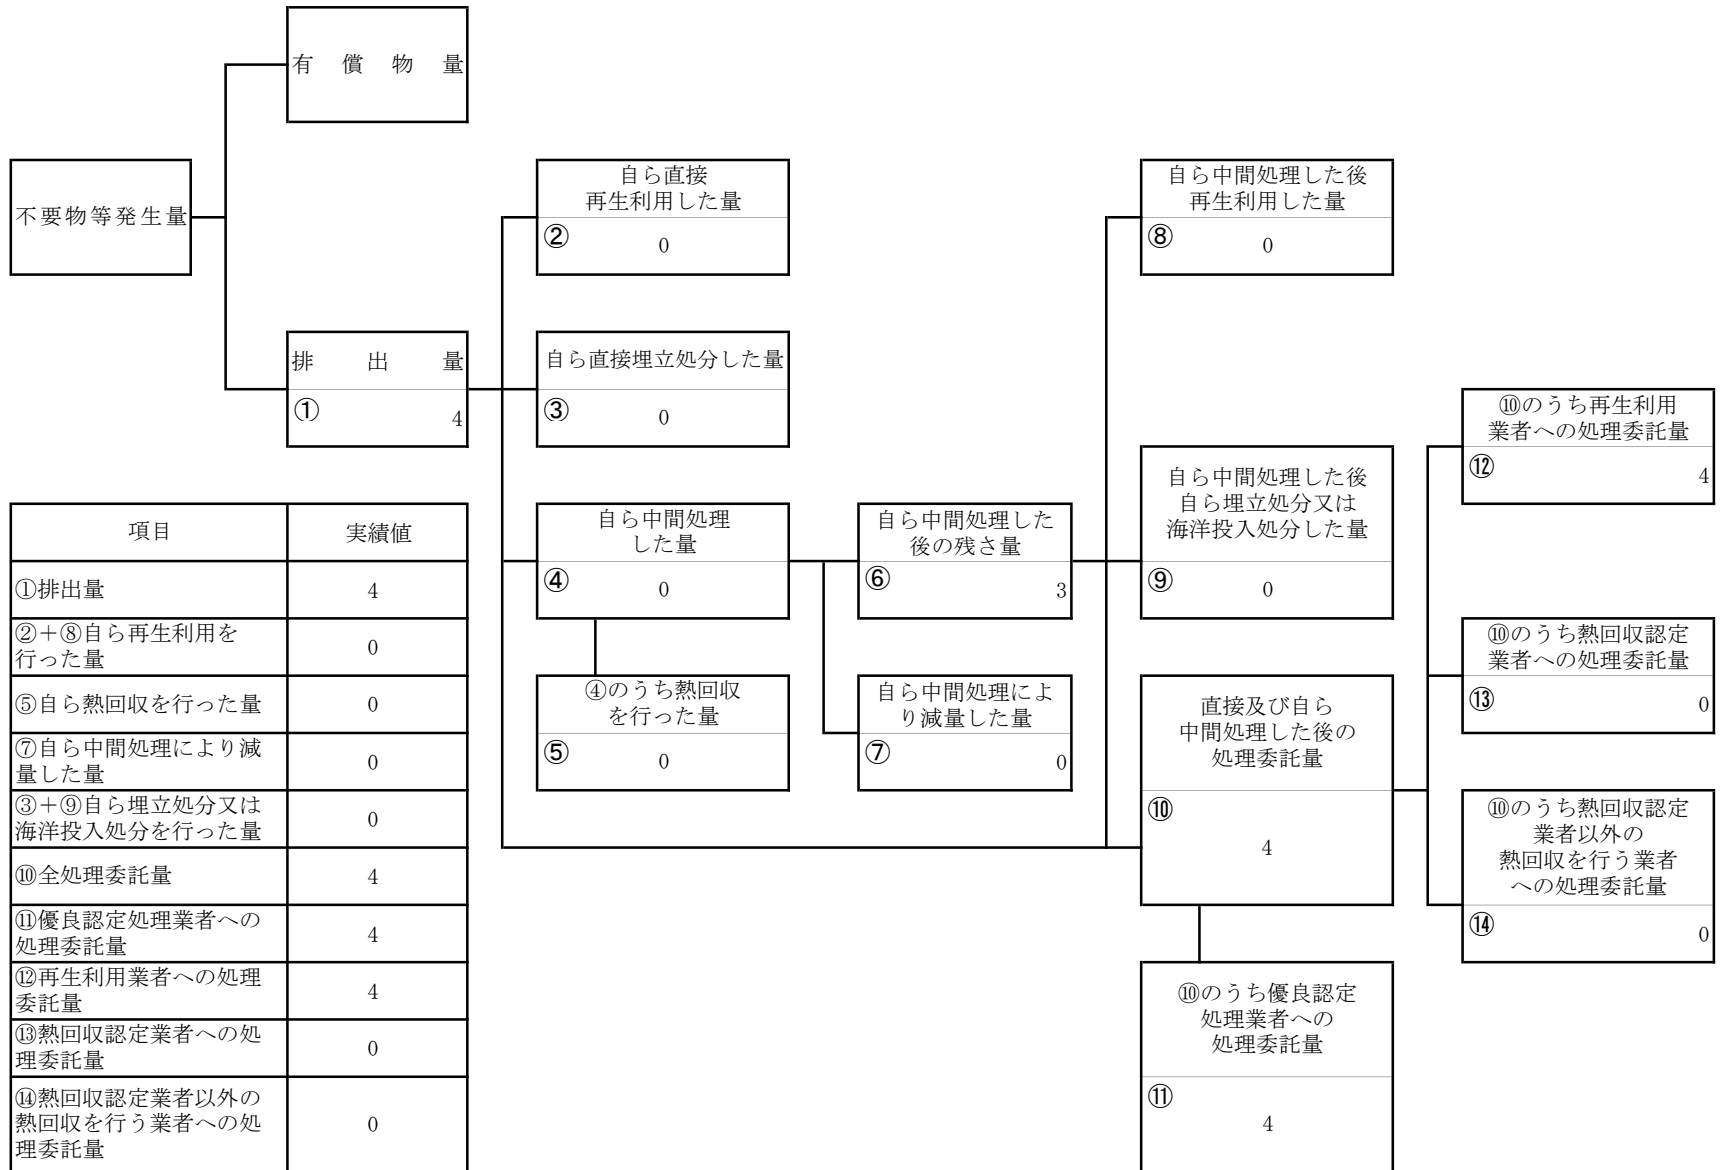 有償物量
不要物等発生量
自ら直接
再生利用した量
②
0
自ら中間処理した後
再生利用した量
⑧
0
排出量
①
4
自ら直接埋立処分した量
③
0
⑩のうち再生利用
業者への処理委託量
⑫
4
自ら中間処理
した量
④
0
自ら中間処理した
後の残さ量
⑥
3
自ら中間処理した後
自ら埋立処分又は
海洋投入処分した量
⑨
0
⑩のうち熱回収認定
業者への処理委託量
⑬
0
④のうち熱回収
を行った量
⑤
0
自ら中間処理によ
り減量した量
⑦
0
直接及び自ら
中間処理した後の
処理委託量
⑩
4
⑩のうち熱回収認定
業者以外の
熱回収を行う業者
への処理委託量
⑭
0
⑩のうち優良認定
処理業者への
処理委託量
⑪
4
項目 実績値
①排出量 4
②＋⑧自ら再生利用を
行った量 0
⑤自ら熱回収を行った量 0
⑦自ら中間処理により減
量した量 0
③＋⑨自ら埋立処分又は
海洋投入処分を行った量 0
⑩全処理委託量 4
⑪優良認定処理業者への
処理委託量 4
⑫再生利用業者への処理
委託量 4
⑬熱回収認定業者への処
理委託量 0
⑭熱回収認定業者以外の
熱回収を行う業者への処
理委託量 0